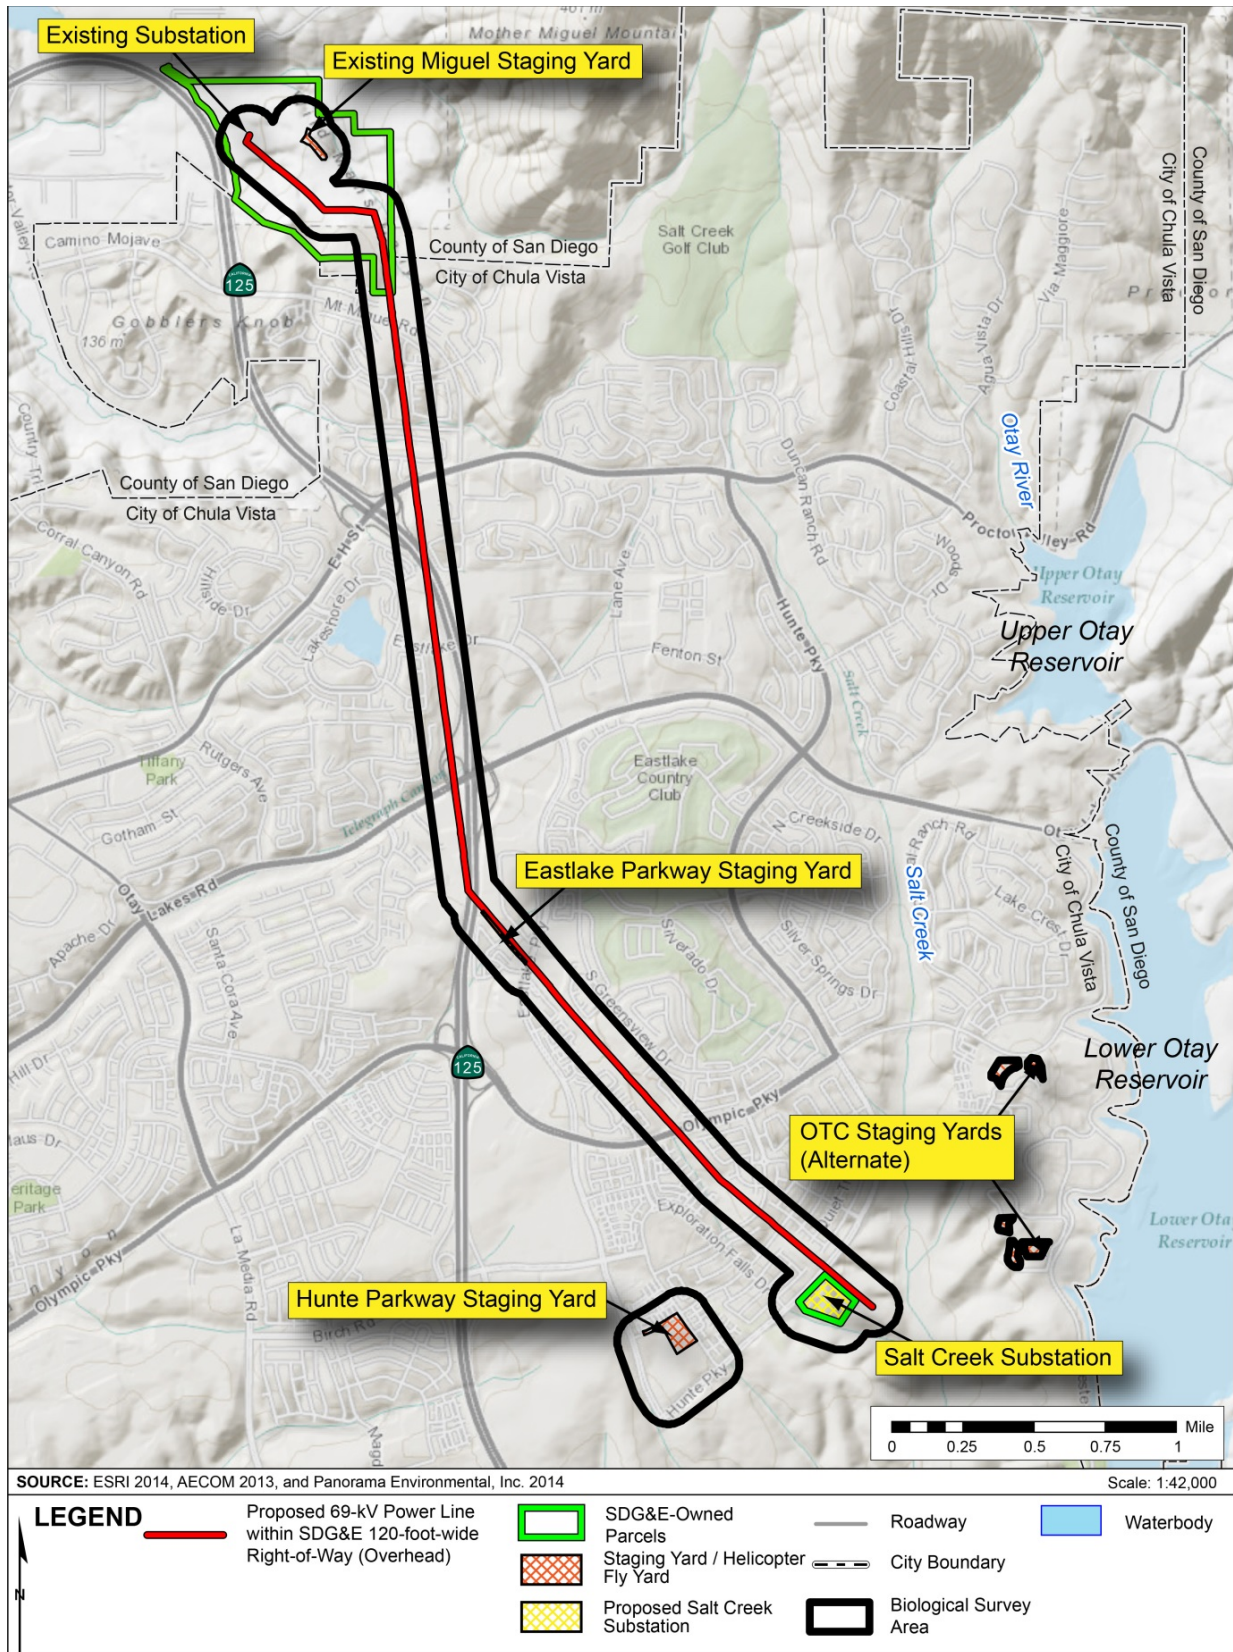 461 m
Mother Miguel Mountain
Existing Substation
Existing Miguel Staging Yard
County of San Diego
City of Chula Vista
Salt Creek
Golf Club
Camino Mojave
County of San Diego
City of Chula Vista
CALIFORNIA
125
Mt Miguel Rd
Gobblers Knob
136 m
Via Maggiore
Agua Vista Dr
Coastal Hills Dr
Otay River
Duncan Ranch Rd
County of San Diego
City of Chula Vista
Proctor Valley Rd
Corral Canyon Rd
E H St
Hillside Dr
Lakeshore Dr
Eastlake Dr
Lane Ave
Fenton St
Hunte Pky
Woods Dr
Upper Otay
Reservoir
Upper Otay
Reservoir
Salt Creek
Tiffany
Park
Rutgers Ave
Gotham St
Telegraph Canyon
Eastlake
Country
Club
N Creekside Dr
Otay Lakes Rd
Apache Dr
Santa Cora Ave
Eastlake Parkway Staging Yard
Salt Creek
Lake Crest Dr
City of Chula Vista
County of San Diego
Silverado Dr
Silver Springs Dr
S Greensview Dr
CALIFORNIA
125
Lower Otay
Reservoir
Olympic Pky
OTC Staging Yards
(Alternate)
Exploration Falls Dr
La Media Rd
Olympic Pky
Birch Rd
Hunte Parkway Staging Yard
Hunte Pky
Salt Creek Substation
Magd
Mile
0 0.25 0.5 0.75 1
SOURCE: ESRI 2014, AECOM 2013, and Panorama Environmental, Inc. 2014
Scale: 1:42,000
LEGEND
N
Proposed 69-kV Power Line
within SDG&E 120-foot-wide
Right-of-Way (Overhead)
SDG&E-Owned
Parcels
Staging Yard / Helicopter
Fly Yard
Proposed Salt Creek
Substation
Roadway
City Boundary
Biological Survey
Area
Waterbody